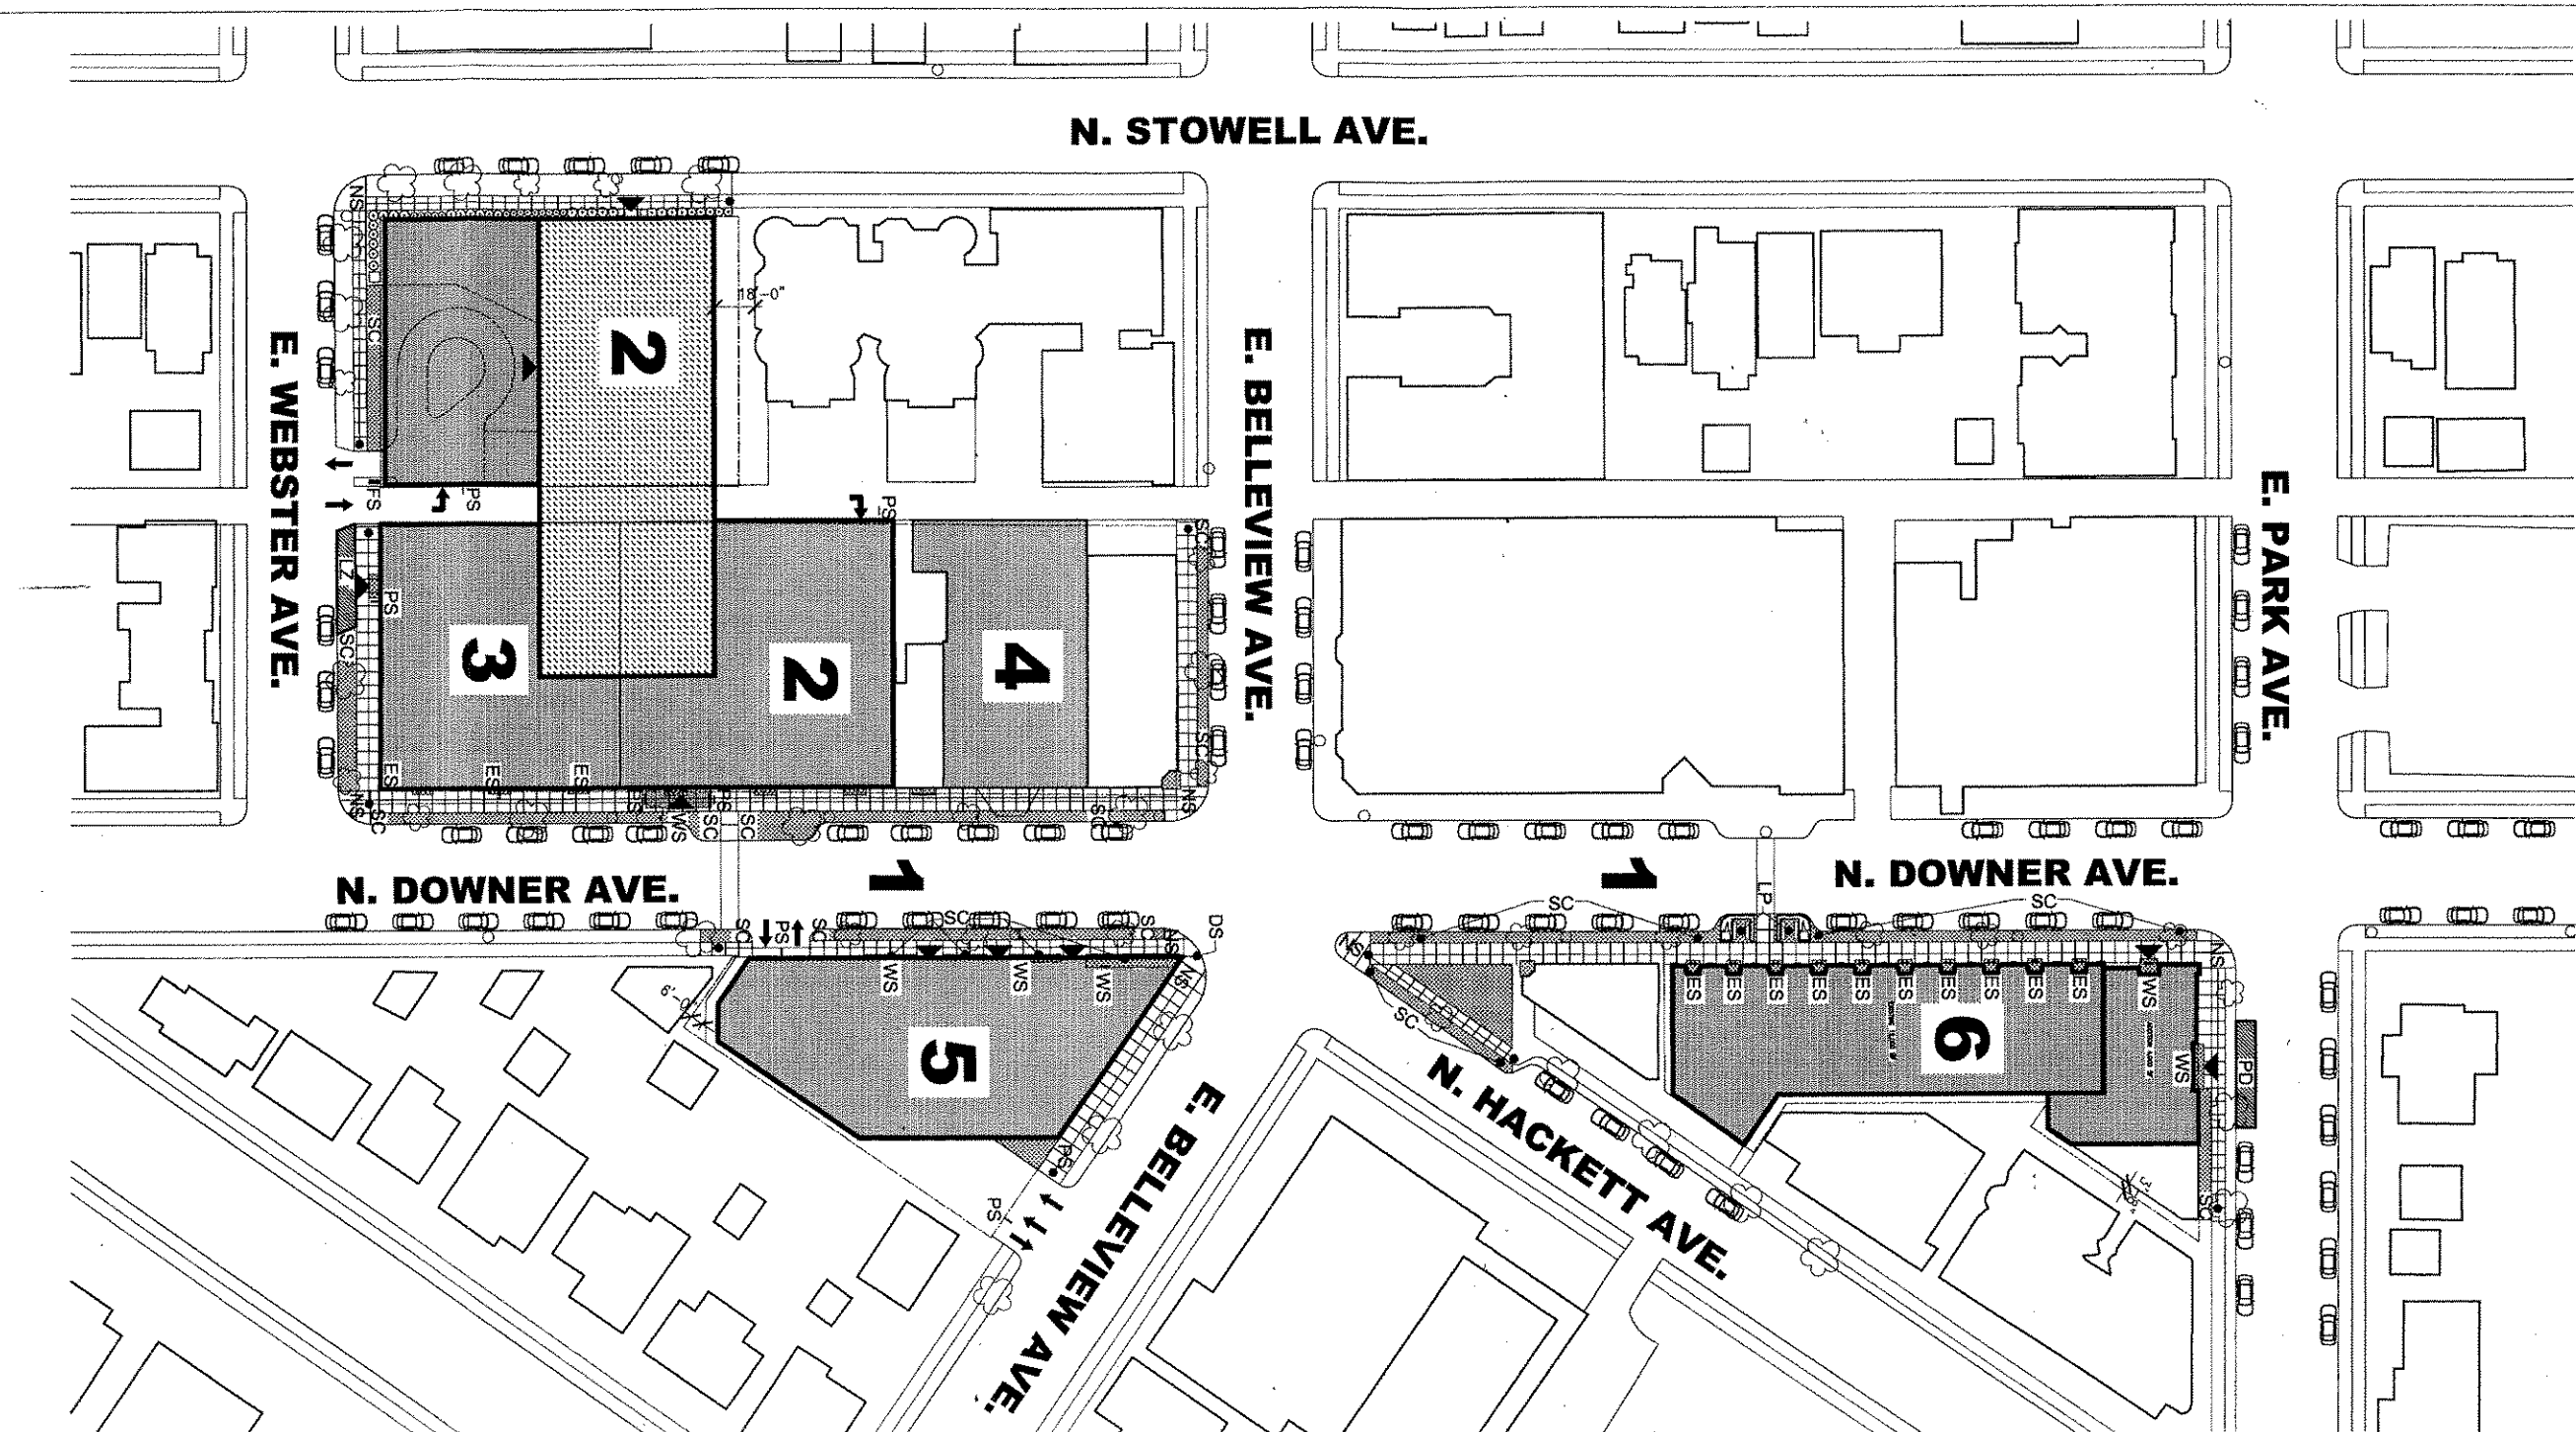 N. STOWELL AVE.
NS
18'-0"
2
SC
E. WEBSTER AVE.
E. BELLEVIEW AVE.
E. PARK AVE.
FS
PS
PS
SC
LZ
PS
SC
3
2
4
ES
ES
ES
SC
NS
SC
WS
SC
SC
SC
NS
1
1
N. DOWNER AVE.
N. DOWNER AVE.
LP
SC
PS
SC
SC
SC
NS
DS
NS
WS
WS
WS
5
PS
PS
E. BELLEVIEW AVE.
SC
SC
NS
NS
SC
N. HACKETT AVE.
ES
ES
ES
ES
ES
ES
ES
ES
ES
ES
WS
WS
6
PD
SC